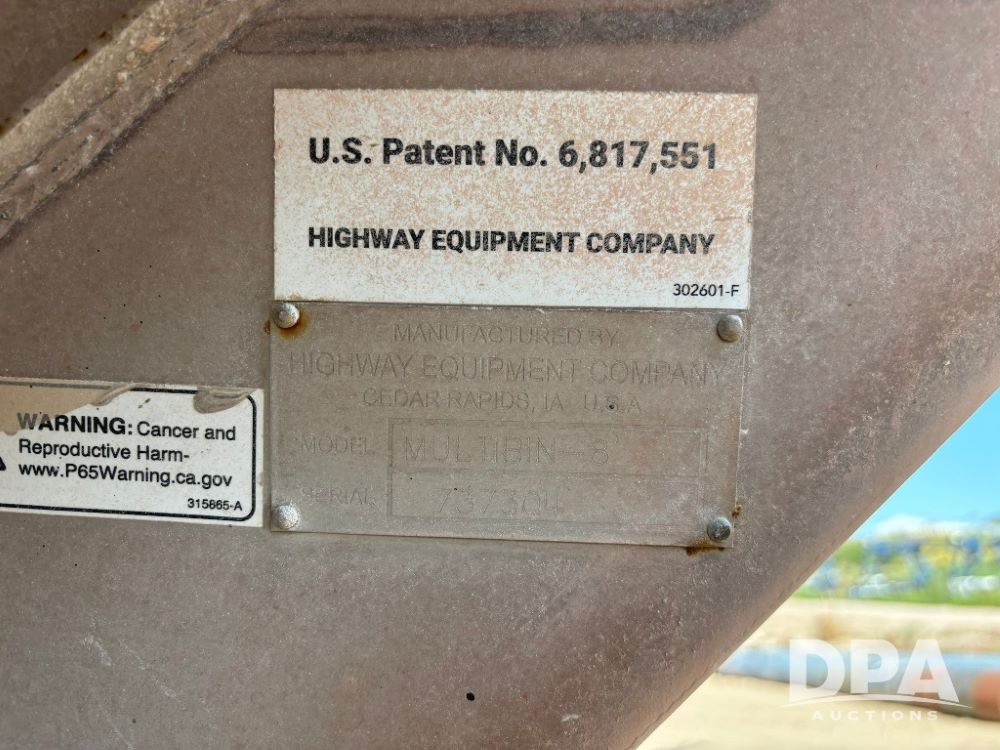 U.S. Patent No. 6,817,551
HIGHWAY EQUIPMENT COMPANY
302601-F
MANUFACTURED BY
HIGHWAY EQUIPMENT COMPANY
CEDAR RAPIDS, IA U.S.A.
MODEL MULTIBIN
SERIAL
WARNING: Cancer and
Reproductive Harm-
www.P65Warning.ca.gov
315865-A
DPA
AUCTIONS